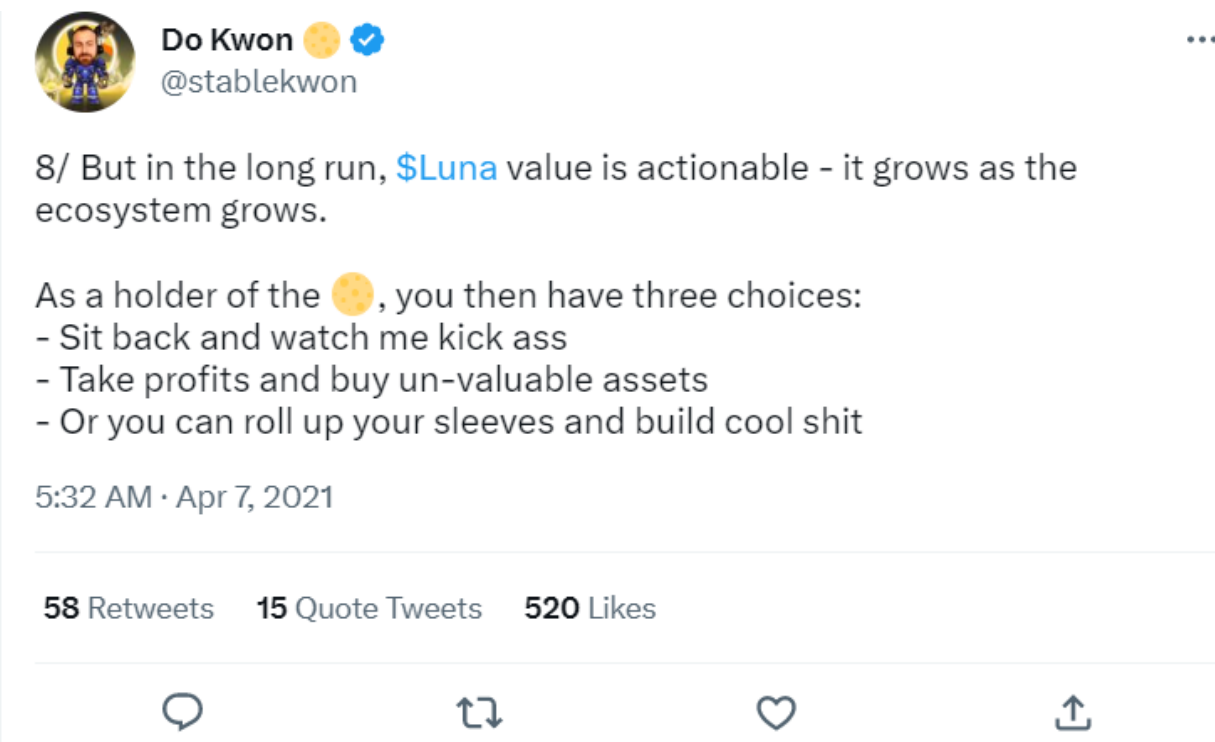 Do Kwon 🌕
@stablekwon
8/ But in the long run, $Luna value is actionable - it grows as the
ecosystem grows.
As a holder of the 🌕, you then have three choices:
- Sit back and watch me kick ass
- Take profits and buy un-valuable assets
- Or you can roll up your sleeves and build cool shit
5:32 AM · Apr 7, 2021
58 Retweets 15 Quote Tweets 520 Likes